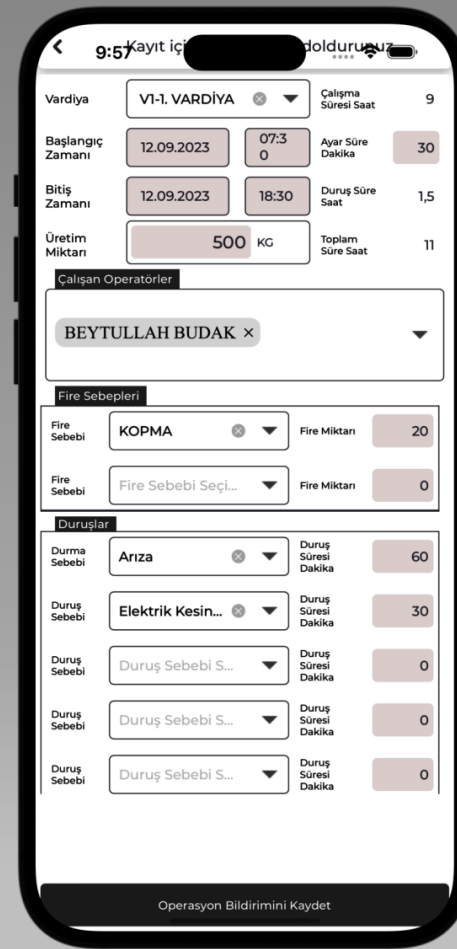 9:57
Kayıt içi doldurunuz
Vardiya V1-1. VARDİYA Çalışma Süresi Saat 9
Başlangıç Zamanı 12.09.2023 07:30 Ayar Süre Dakika 30
Bitiş Zamanı 12.09.2023 18:30 Duruş Süre Saat 1,5
Üretim Miktarı 500 KG Toplam Süre Saat 11
Çalışan Operatörler
BEYTULLAH BUDAK ×
Fire Sebepleri
Fire Sebebi KOPMA Fire Miktarı 20
Fire Sebebi Fire Sebebi Seçi... Fire Miktarı 0
Duruşlar
Durma Sebebi Arıza Duruş Süresi Dakika 60
Duruş Sebebi Elektrik Kesin... Duruş Süresi Dakika 30
Duruş Sebebi Duruş Sebebi S... Duruş Süresi Dakika 0
Duruş Sebebi Duruş Sebebi S... Duruş Süresi Dakika 0
Duruş Sebebi Duruş Sebebi S... Duruş Süresi Dakika 0
Operasyon Bildirimini Kaydet